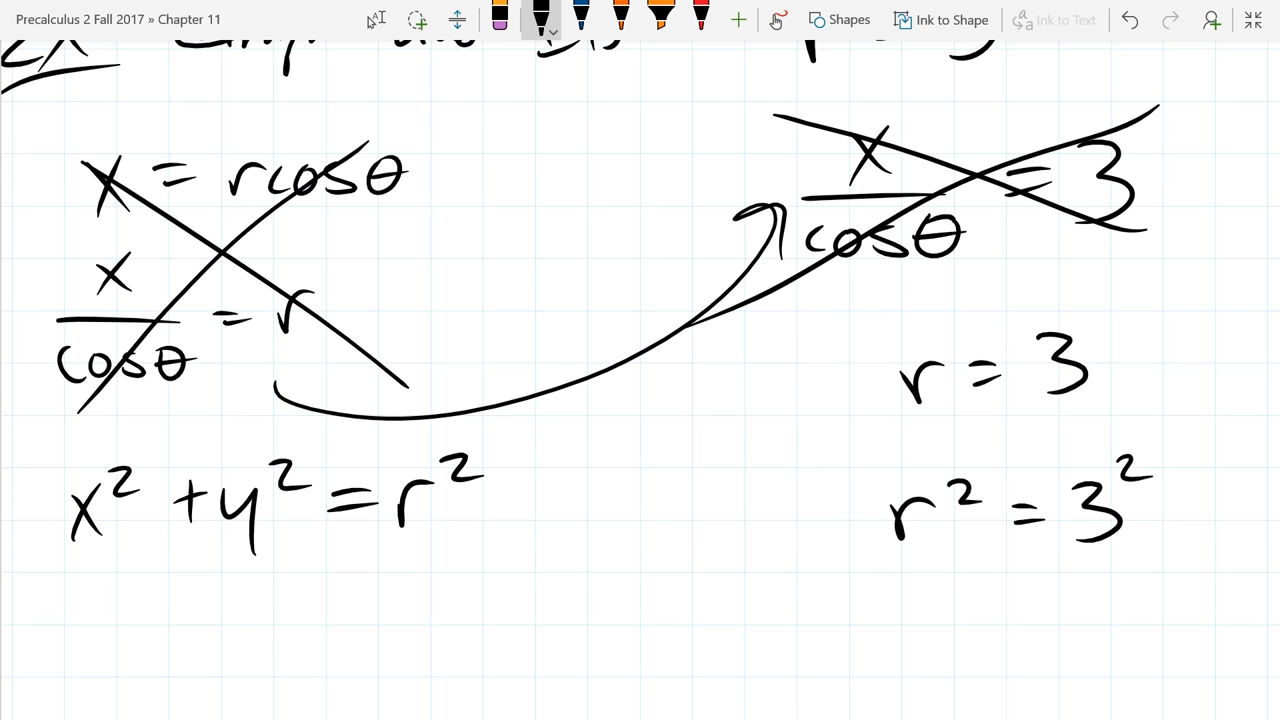 Precalculus 2 Fall 2017 » Chapter 11
Shapes
Ink to Shape
Ink to Text
x = rcosθ
x
cosθ
= r
x
cosθ
= 3
r = 3
x² + y² = r²
r² = 3²